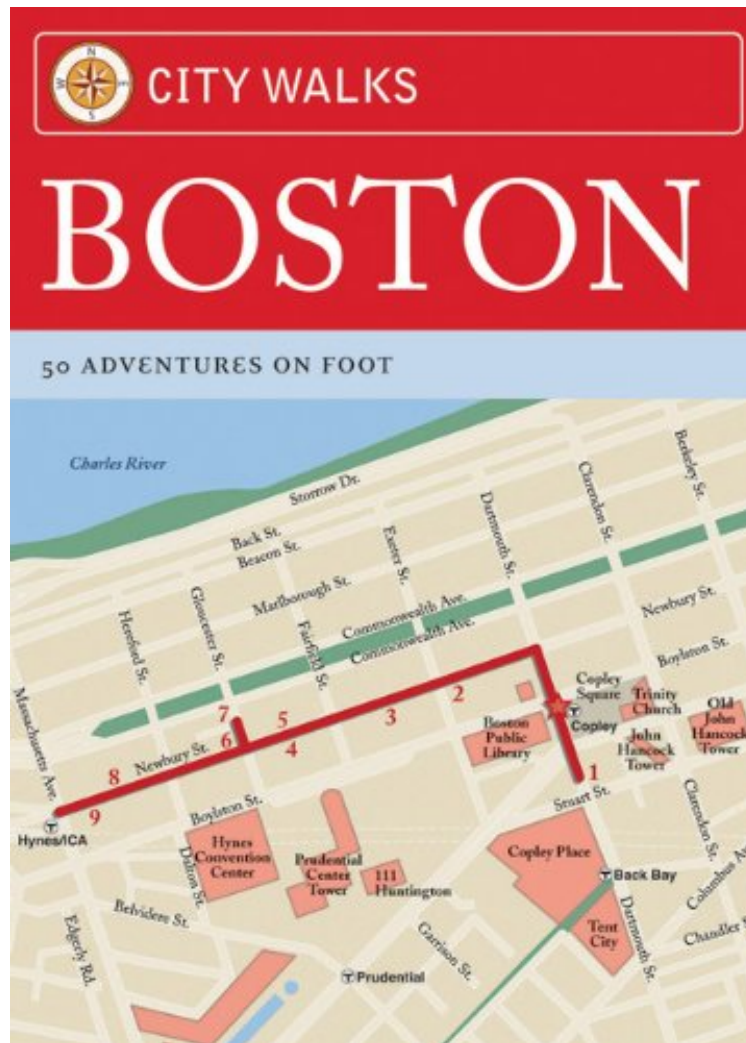 N
W
S
CITY WALKS
BOSTON
50 ADVENTURES ON FOOT
Charles River
Storrow Dr.
Back St.
Beacon St.
Marlborough St.
Commonwealth Ave.
Commonwealth Ave.
Berkeley St.
Clarendon St.
Dartmouth St.
Exeter St.
Fairfield St.
Gloucester St.
Hereford St.
Massachusetts Ave.
Newbury St.
Boylston St.
Copley
Square
Trinity
Church
Old
John
Hancock
Tower
T Copley
John
Hancock
Tower
Boston
Public
Library
1
2
3
4
5
6
7
8
9
Newbury St.
Boylston St.
Stuart St.
T
Hynes/ICA
Hynes
Convention
Center
Prudential
Center
Tower
111
Huntington
Copley Place
T Back Bay
Tent
City
Clarendon St.
Columbus Av
Chandler
Dartmouth St.
Garrison St.
Dalton St.
Belvidere St.
Edgerly Rd.
T Prudential